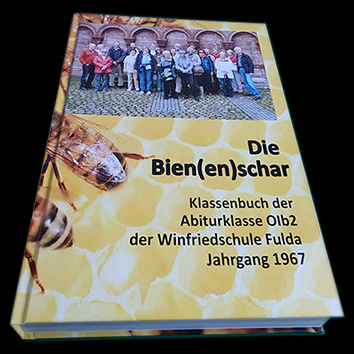 Die
Bien(en)schar
Klassenbuch der
Abiturklasse OIb2
der Winfriedschule Fulda
Jahrgang 1967